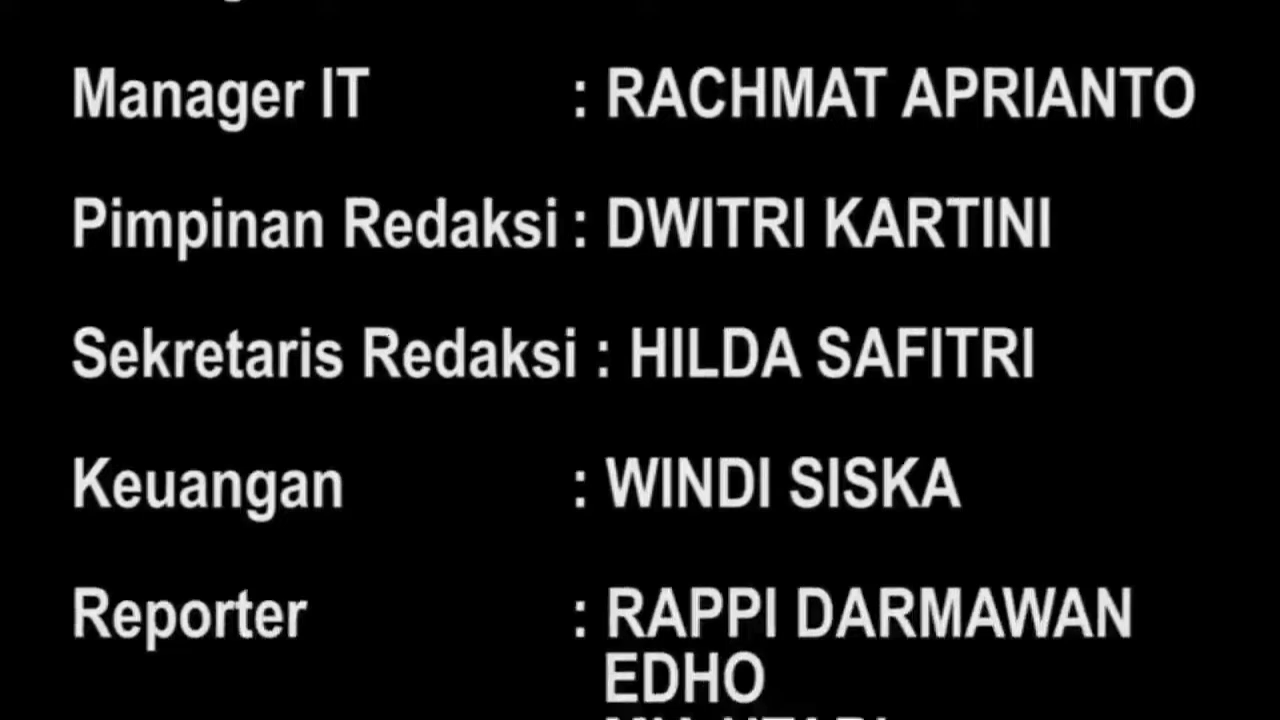 Manager IT : RACHMAT APRIANTO
Pimpinan Redaksi : DWITRI KARTINI
Sekretaris Redaksi : HILDA SAFITRI
Keuangan : WINDI SISKA
Reporter : RAPPI DARMAWAN
EDHO